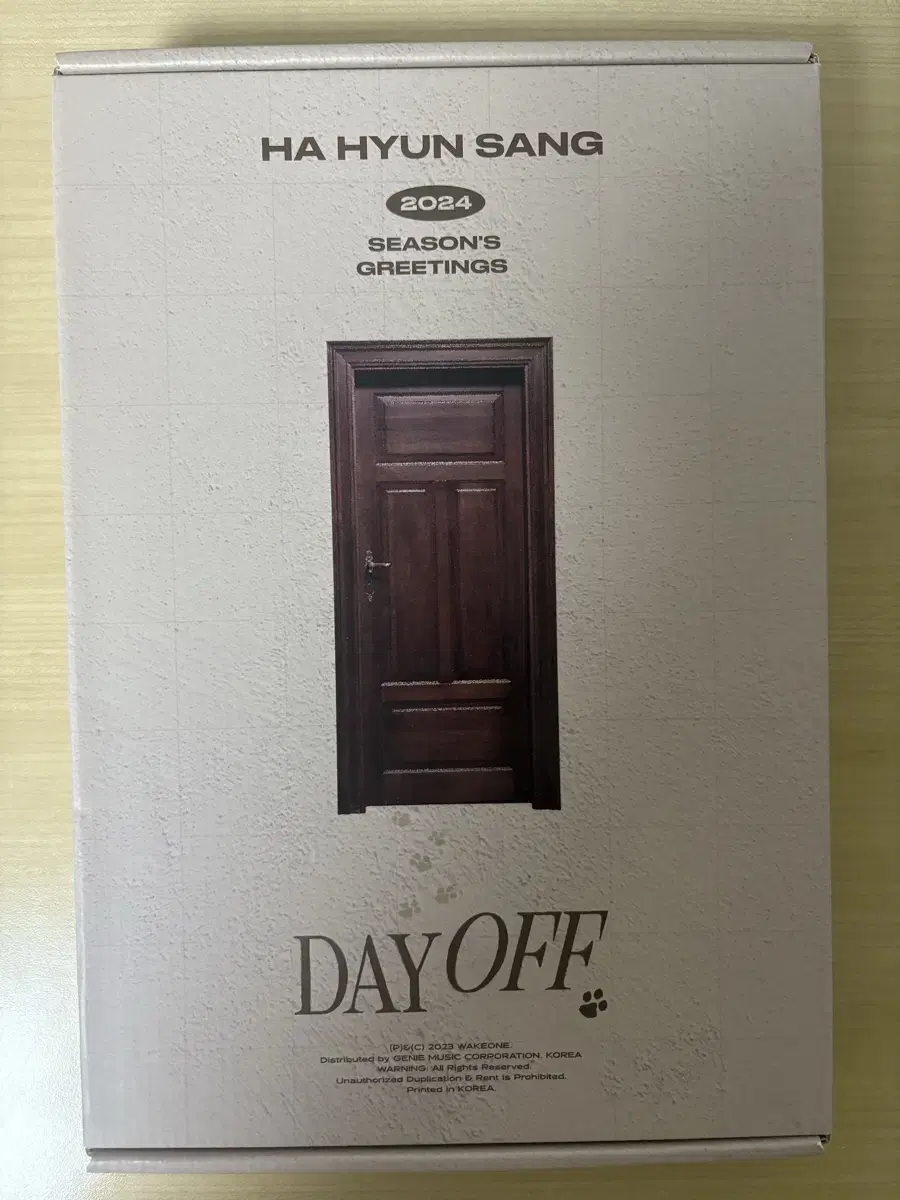 HA HYUN SANG
2024
SEASON'S
GREETINGS
DAY OFF
(P)&(C) 2023 WAKEONE.
Distributed by GENIE MUSIC CORPORATION, KOREA
WARNING: All Rights Reserved.
Unauthorized Duplication & Rent is Prohibited.
Printed in KOREA.